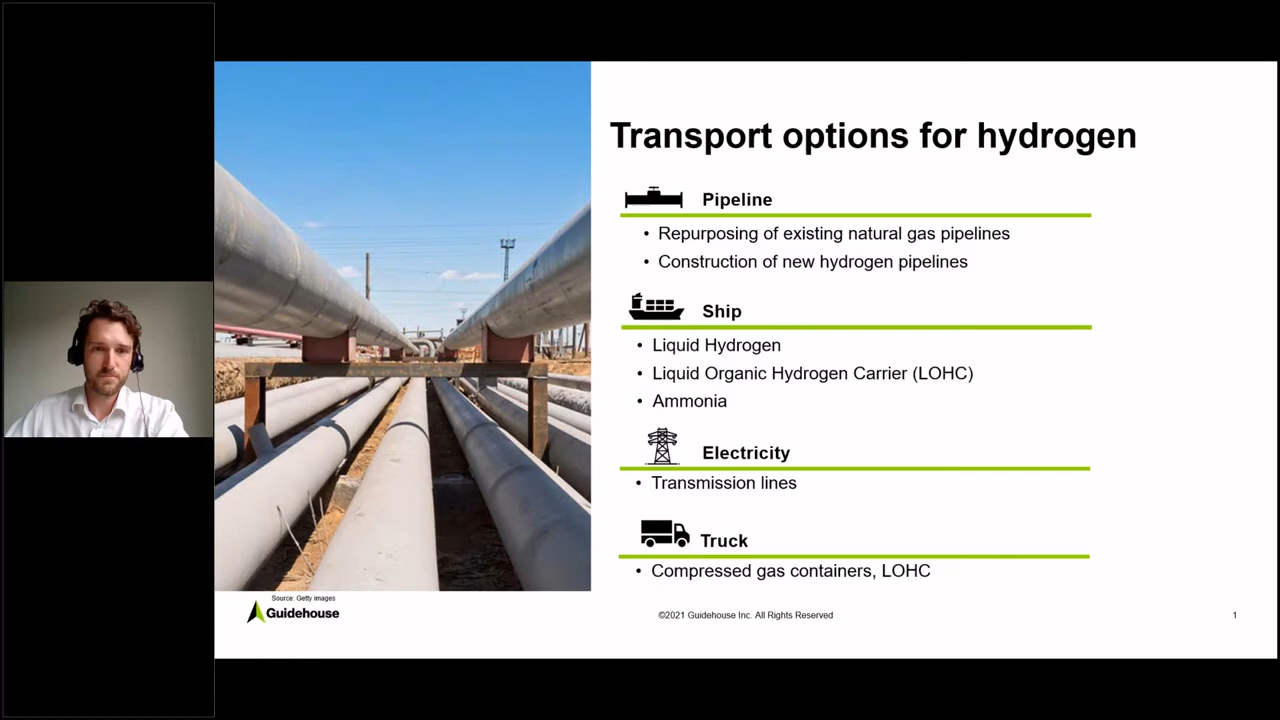 Transport options for hydrogen
Pipeline
• Repurposing of existing natural gas pipelines
• Construction of new hydrogen pipelines
Ship
• Liquid Hydrogen
• Liquid Organic Hydrogen Carrier (LOHC)
• Ammonia
Electricity
• Transmission lines
Truck
• Compressed gas containers, LOHC
Source: Getty images
Guidehouse
©2021 Guidehouse Inc. All Rights Reserved
1